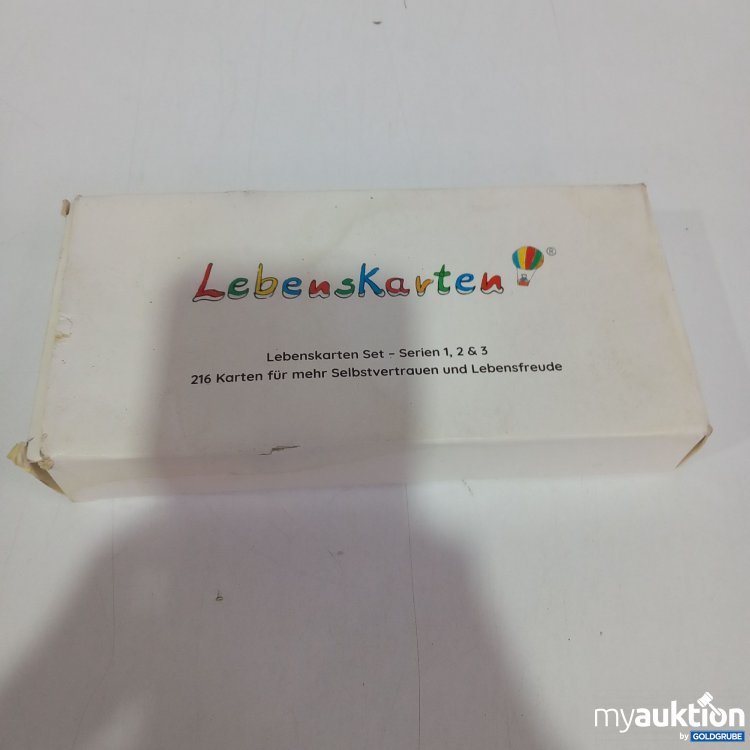 LebensKarten ®
Lebenskarten Set – Serien 1, 2 & 3
216 Karten für mehr Selbstvertrauen und Lebensfreude
myauktion
by GOLDGRUBE